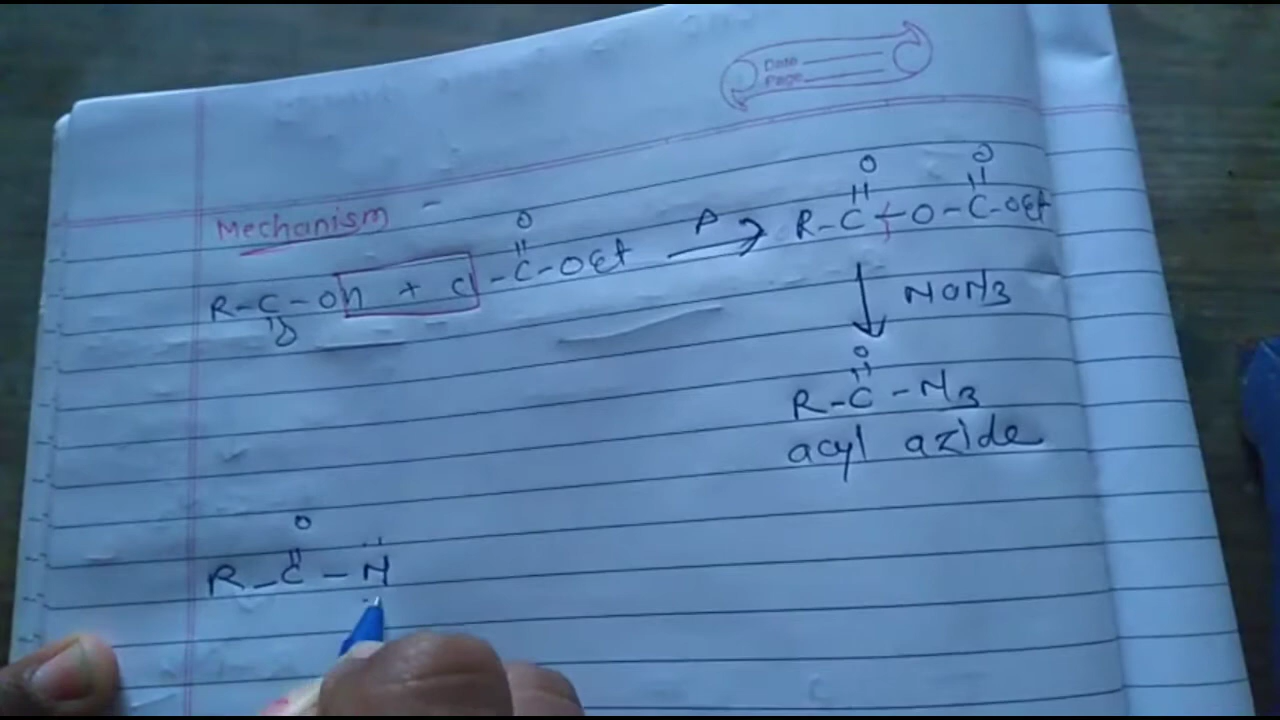 Date
Page
Mechanism -
O
R-C-OH + Cl-C-OEt
O
O O
R-C-O-C-OEt
NaN3
O
R-C-N3
acyl azide
O
R-C-N